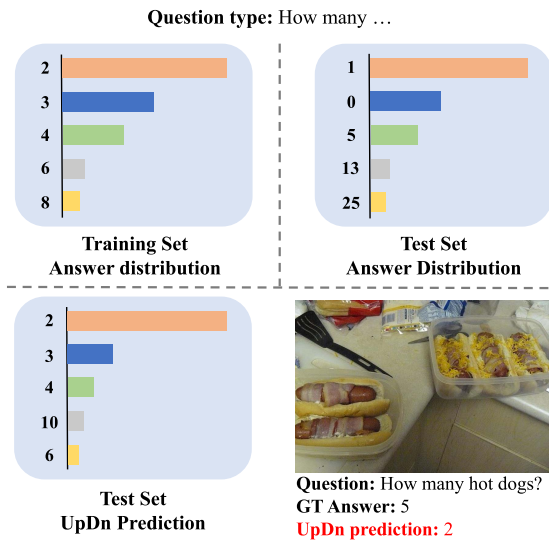 Question type: How many ...
2
3
4
6
8
Training Set
Answer distribution
1
0
5
13
25
Test Set
Answer Distribution
2
3
4
10
6
Test Set
UpDn Prediction
Question: How many hot dogs?
GT Answer: 5
UpDn prediction: 2